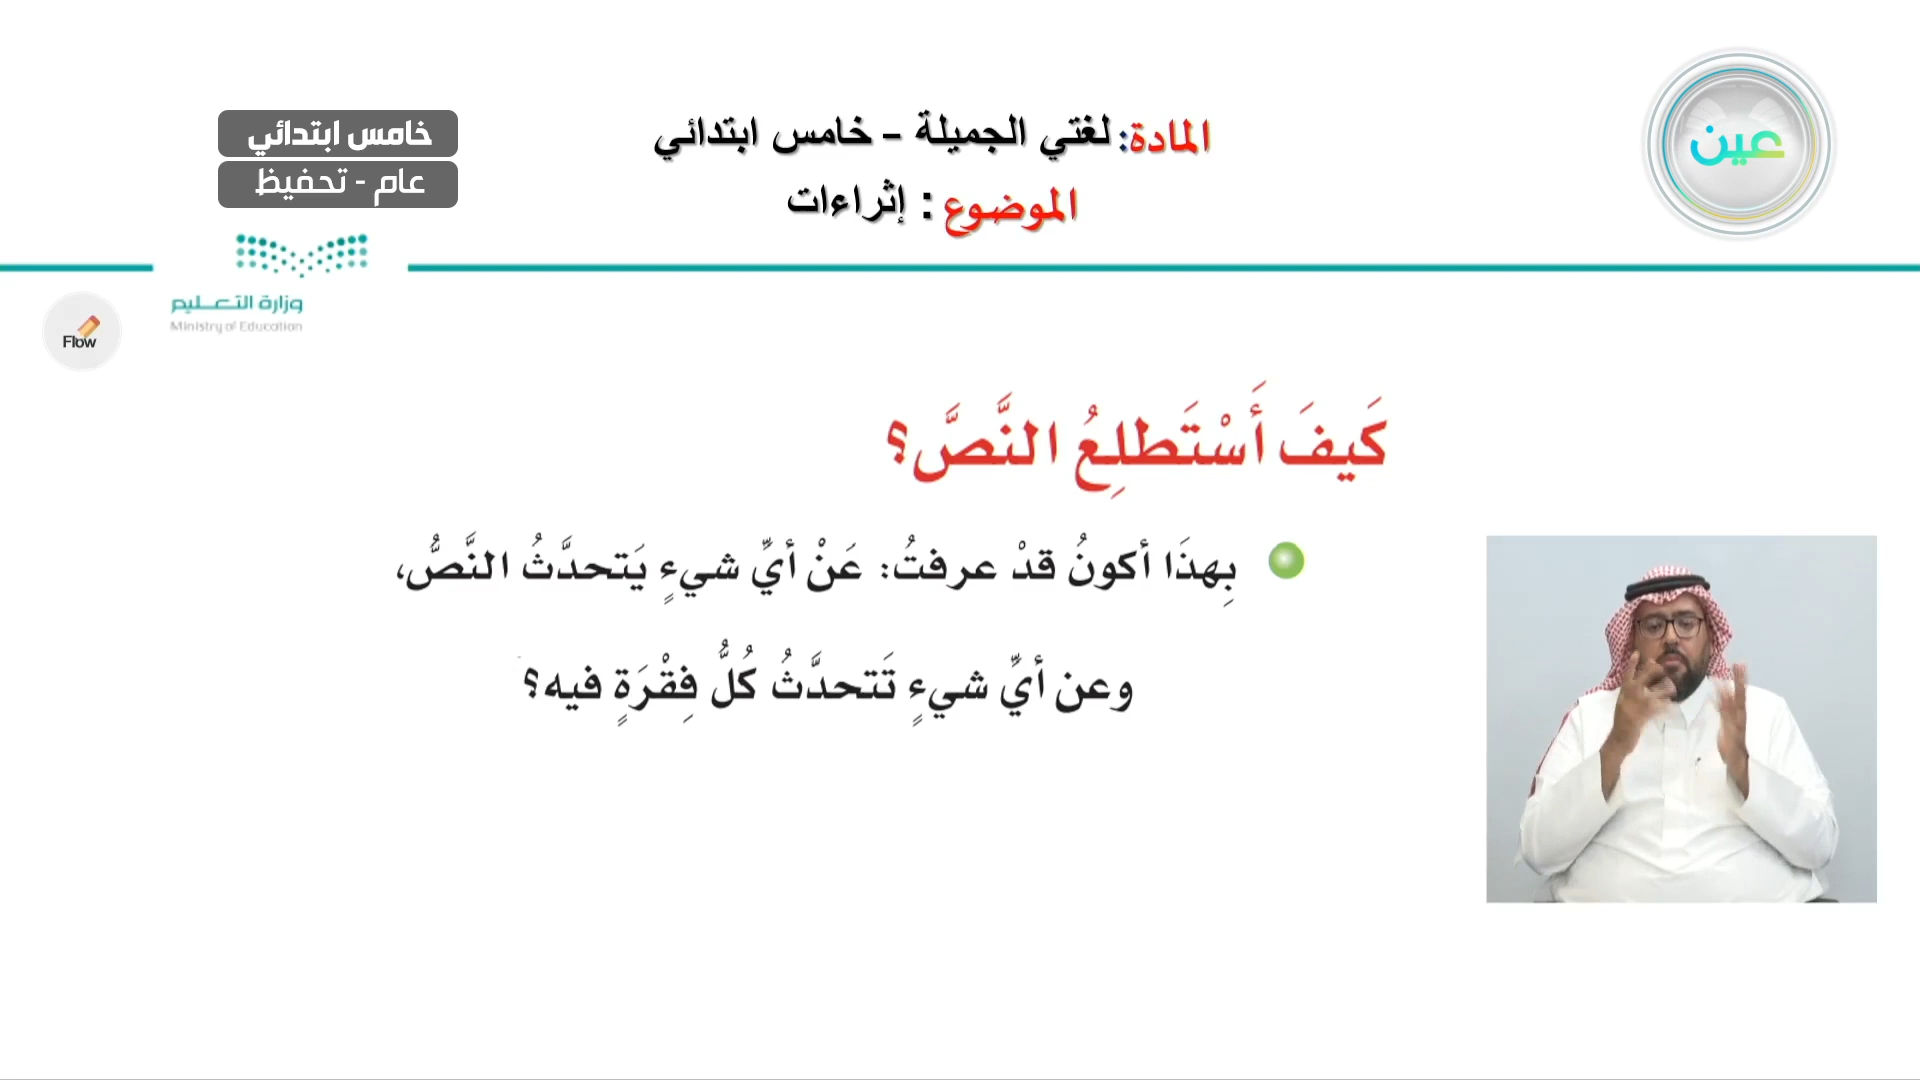 عين
المادة: لغتي الجميلة – خامس ابتدائي
الموضوع : إثراءات
خامس ابتدائي
عام - تحفيظ
وزارة التعليم
Ministry of Education
Flow
كَيفَ أَسْتَطلِعُ النَّصَّ؟
بِهذَا أكونُ قدْ عرفتُ: عَنْ أيِّ شيءٍ يَتحدَّثُ النَّصُّ،
وعن أيِّ شيءٍ تَتحدَّثُ كُلُّ فِقْرَةٍ فيه؟